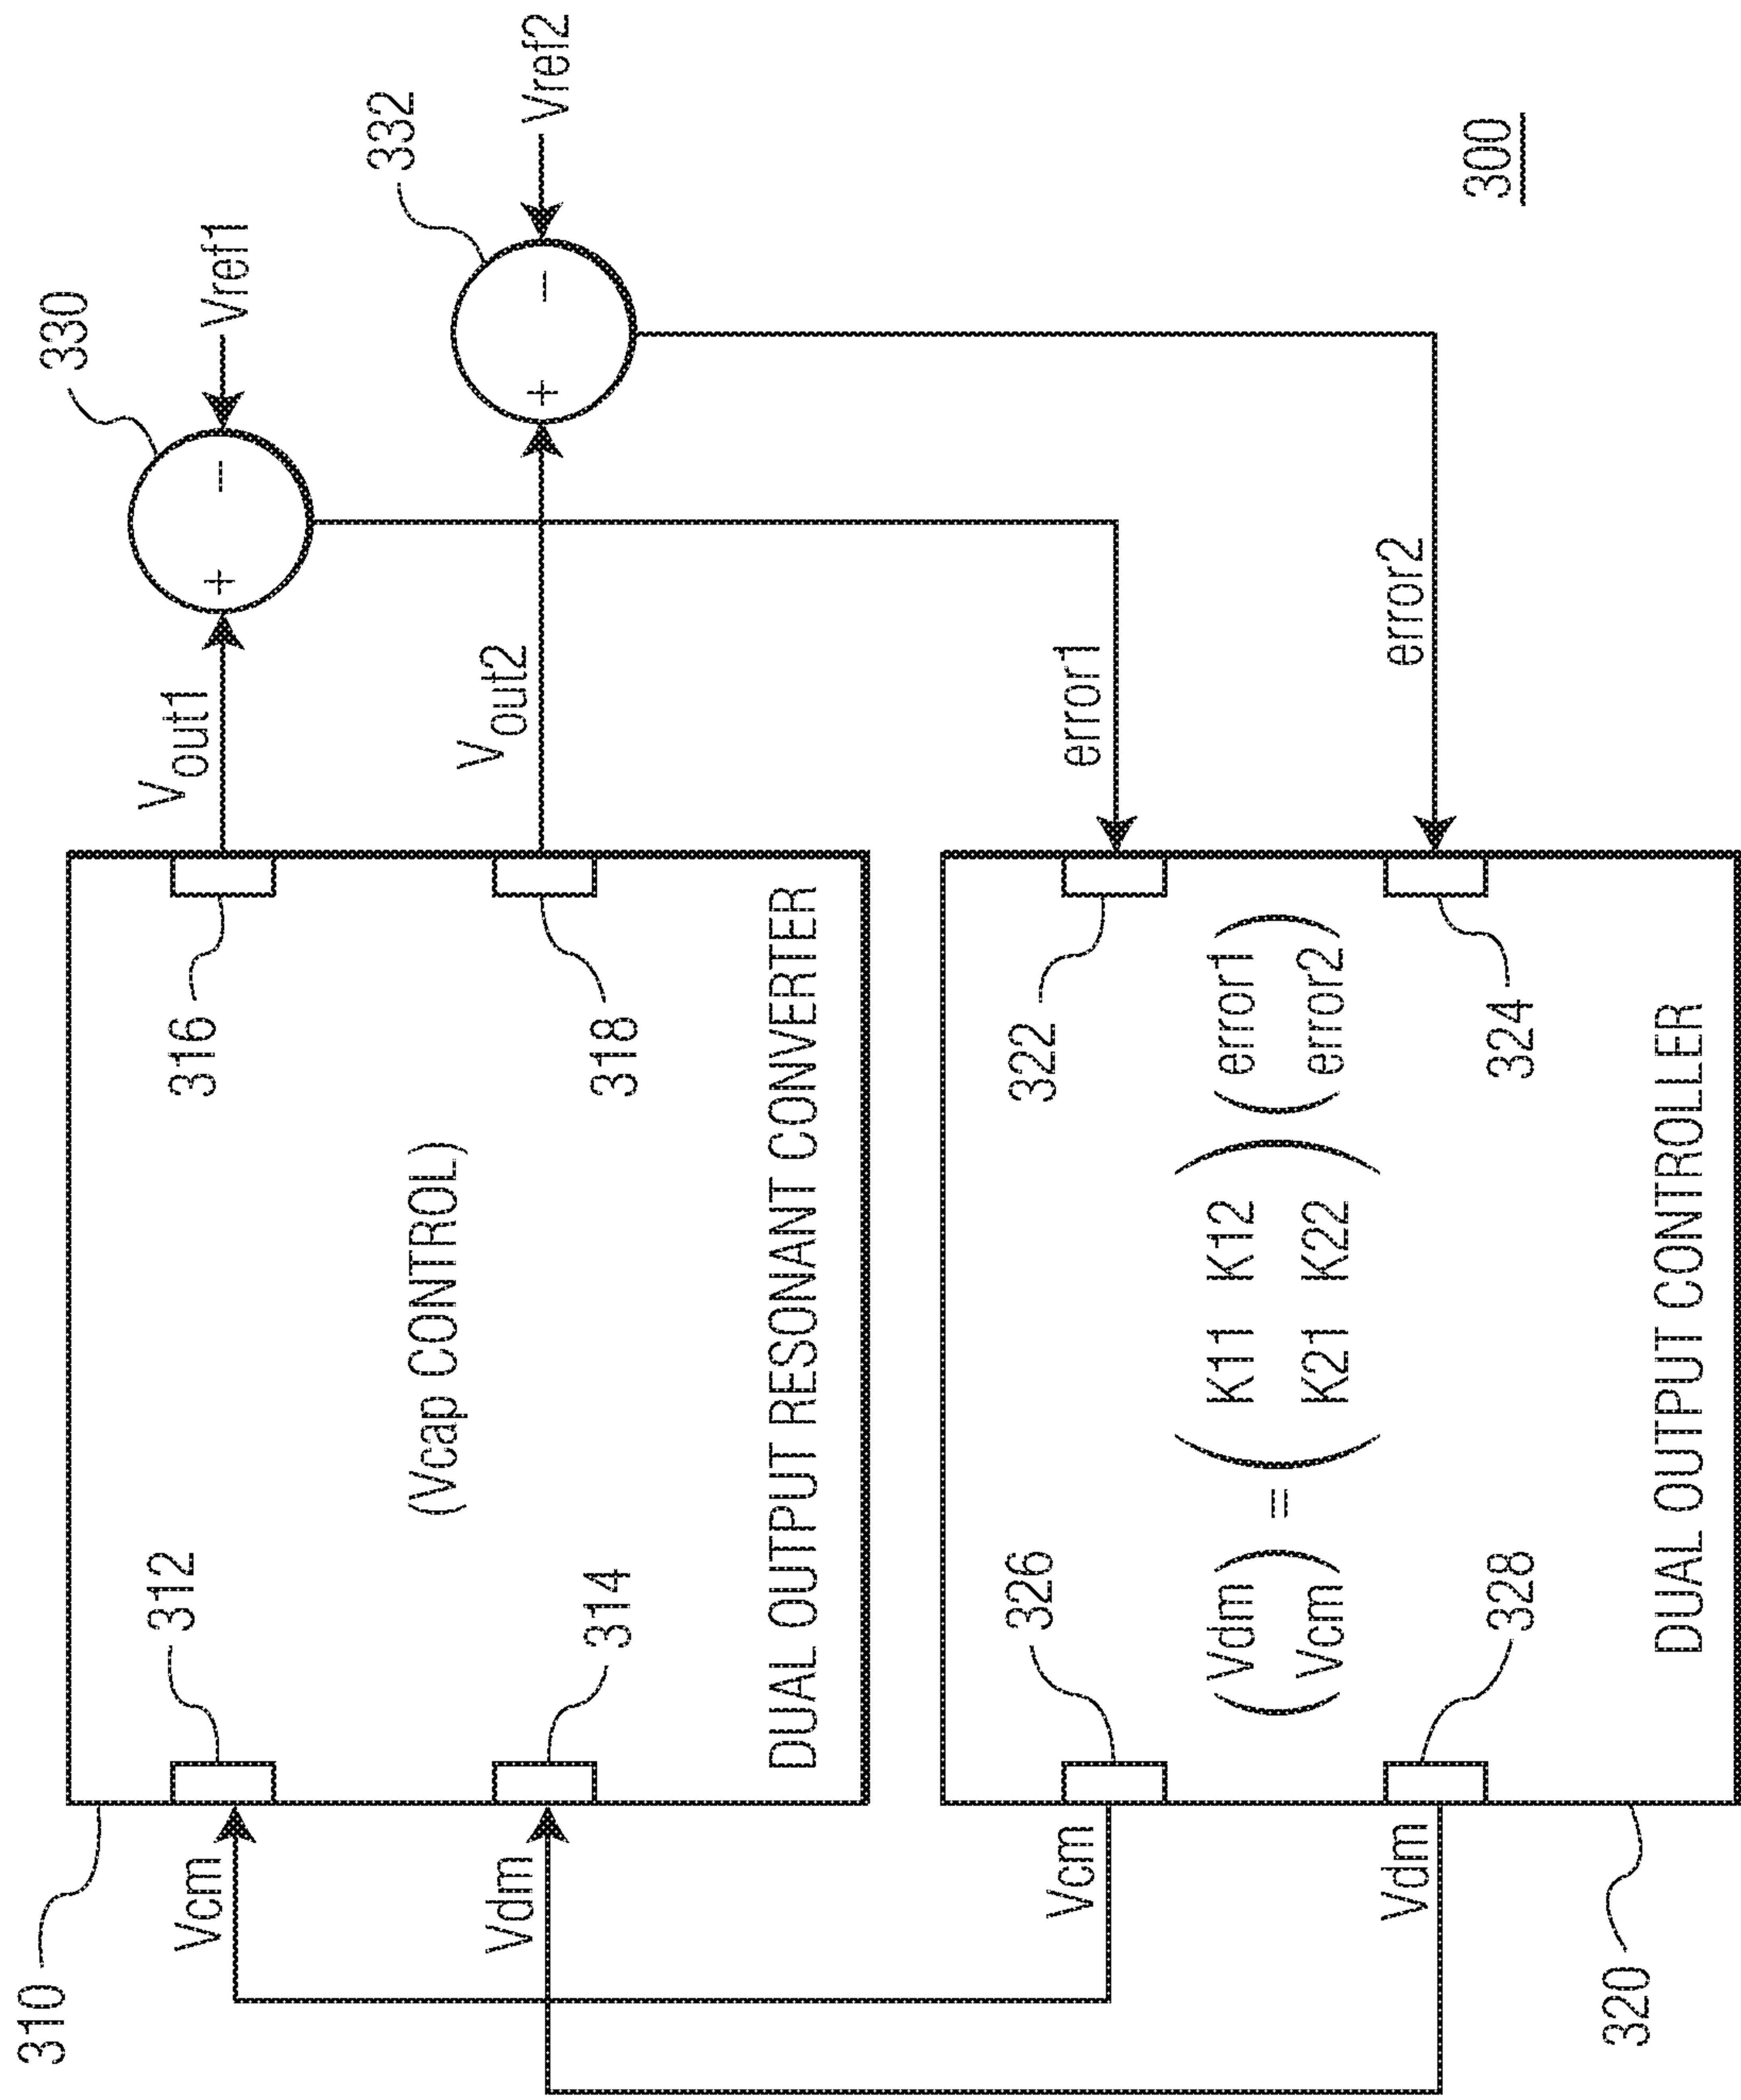 310
312
Vcm
314
Vdm
(Vcap CONTROL)
DUAL OUTPUT RESONANT CONVERTER
316
318
Vout1
Vout2
330
+
−
Vref1
332
+
−
Vref2
error1
error2
322
324
326
Vcm
328
Vdm
(Vdm) = (K11 K12) (error1)
(Vcm) (K21 K22) (error2)
DUAL OUTPUT CONTROLLER
320
300